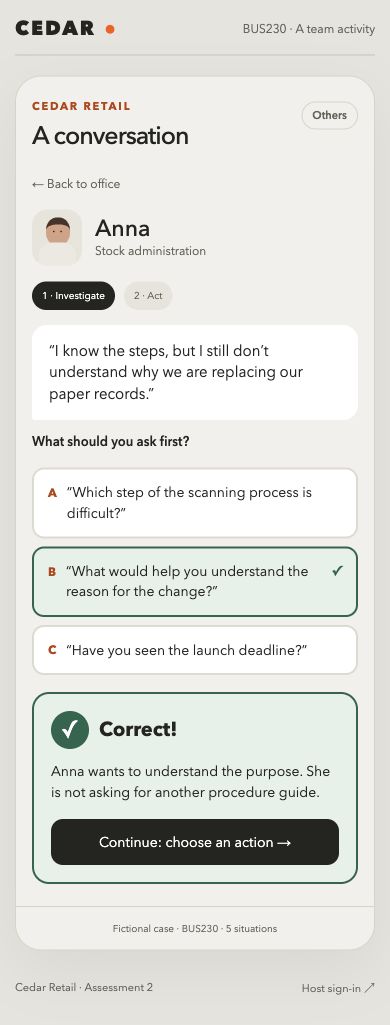 CEDAR
BUS230 · A team activity
CEDAR RETAIL
A conversation
Others
← Back to office
Anna
Stock administration
1 · Investigate
2 · Act
“I know the steps, but I still don’t
understand why we are replacing our
paper records.”
What should you ask first?
A “Which step of the scanning process is
difficult?”
B “What would help you understand the
reason for the change?” ✓
C “Have you seen the launch deadline?”
✓ Correct!
Anna wants to understand the purpose. She
is not asking for another procedure guide.
Continue: choose an action →
Fictional case · BUS230 · 5 situations
Cedar Retail · Assessment 2
Host sign-in ↗